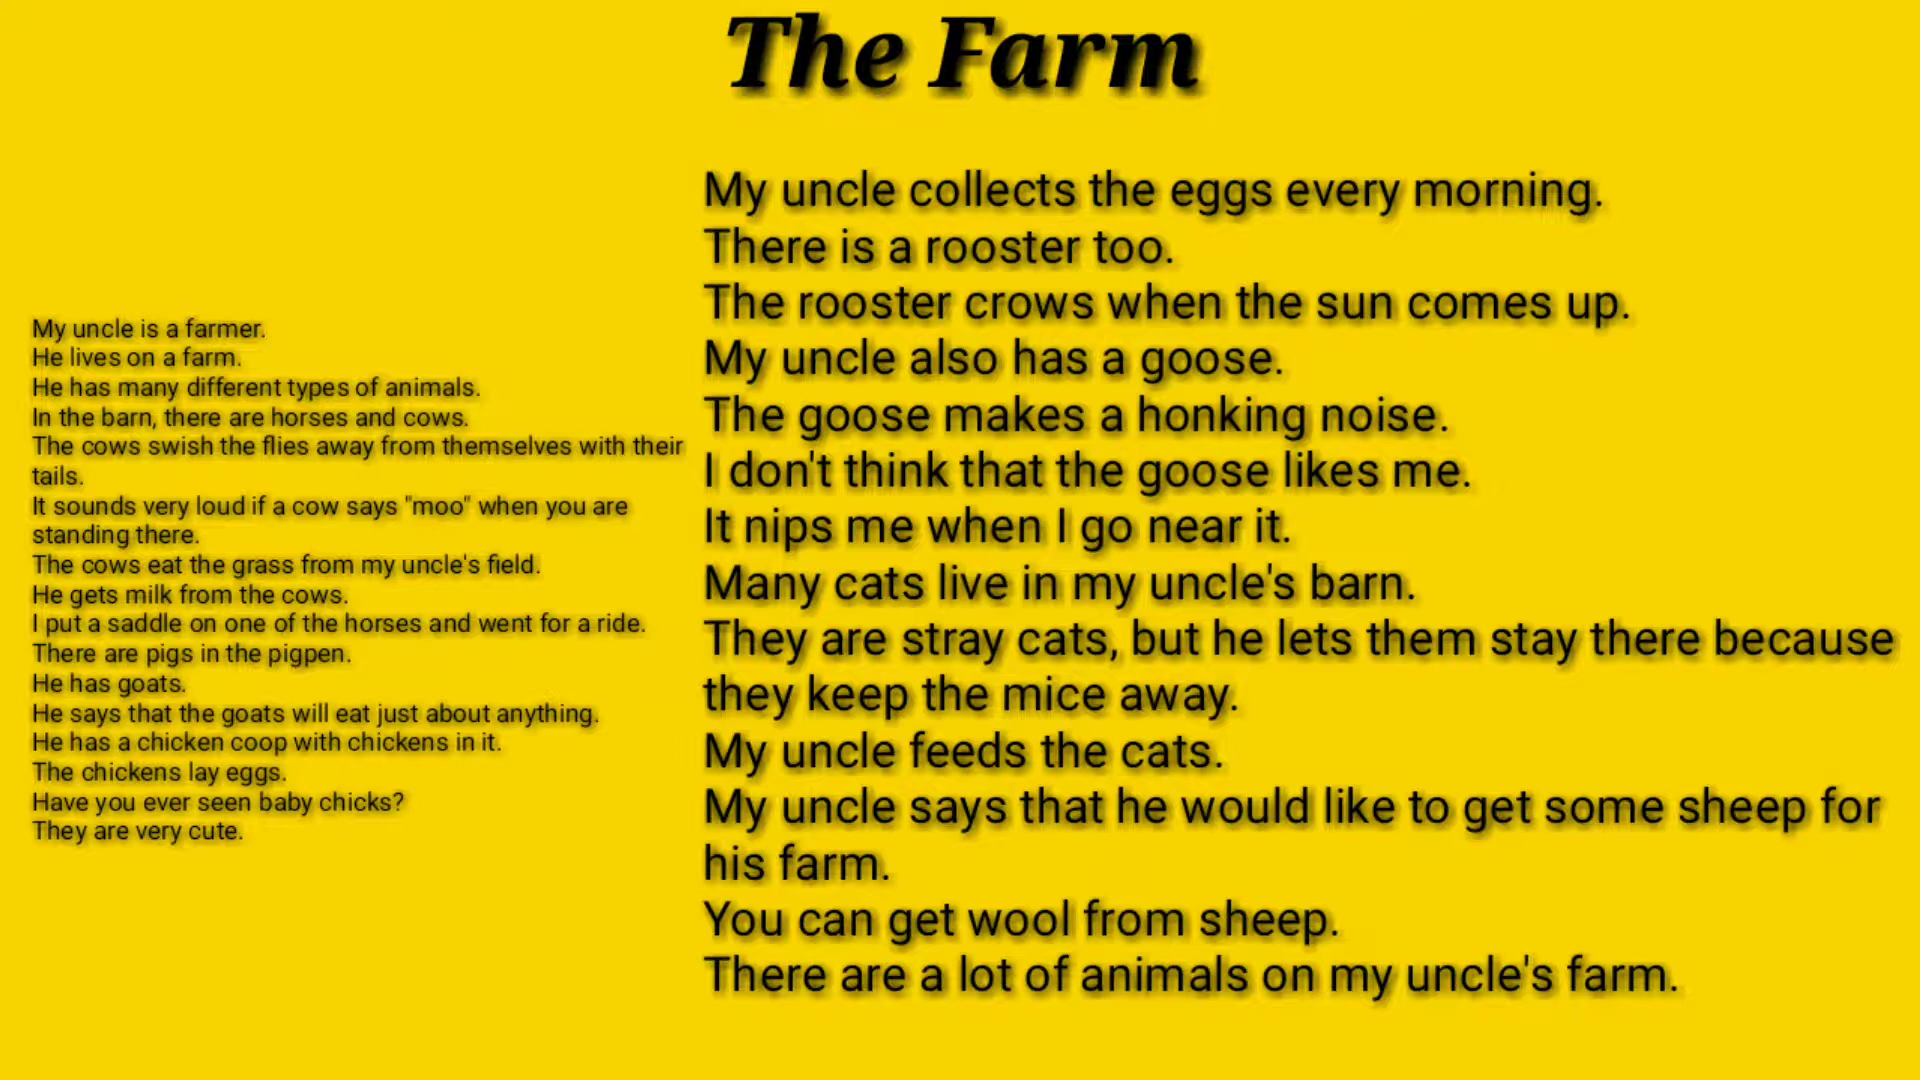 The Farm
My uncle is a farmer.
He lives on a farm.
He has many different types of animals.
In the barn, there are horses and cows.
The cows swish the flies away from themselves with their
tails.
It sounds very loud if a cow says "moo" when you are
standing there.
The cows eat the grass from my uncle's field.
He gets milk from the cows.
I put a saddle on one of the horses and went for a ride.
There are pigs in the pigpen.
He has goats.
He says that the goats will eat just about anything.
He has a chicken coop with chickens in it.
The chickens lay eggs.
Have you ever seen baby chicks?
They are very cute.
My uncle collects the eggs every morning.
There is a rooster too.
The rooster crows when the sun comes up.
My uncle also has a goose.
The goose makes a honking noise.
I don't think that the goose likes me.
It nips me when I go near it.
Many cats live in my uncle's barn.
They are stray cats, but he lets them stay there because
they keep the mice away.
My uncle feeds the cats.
My uncle says that he would like to get some sheep for
his farm.
You can get wool from sheep.
There are a lot of animals on my uncle's farm.